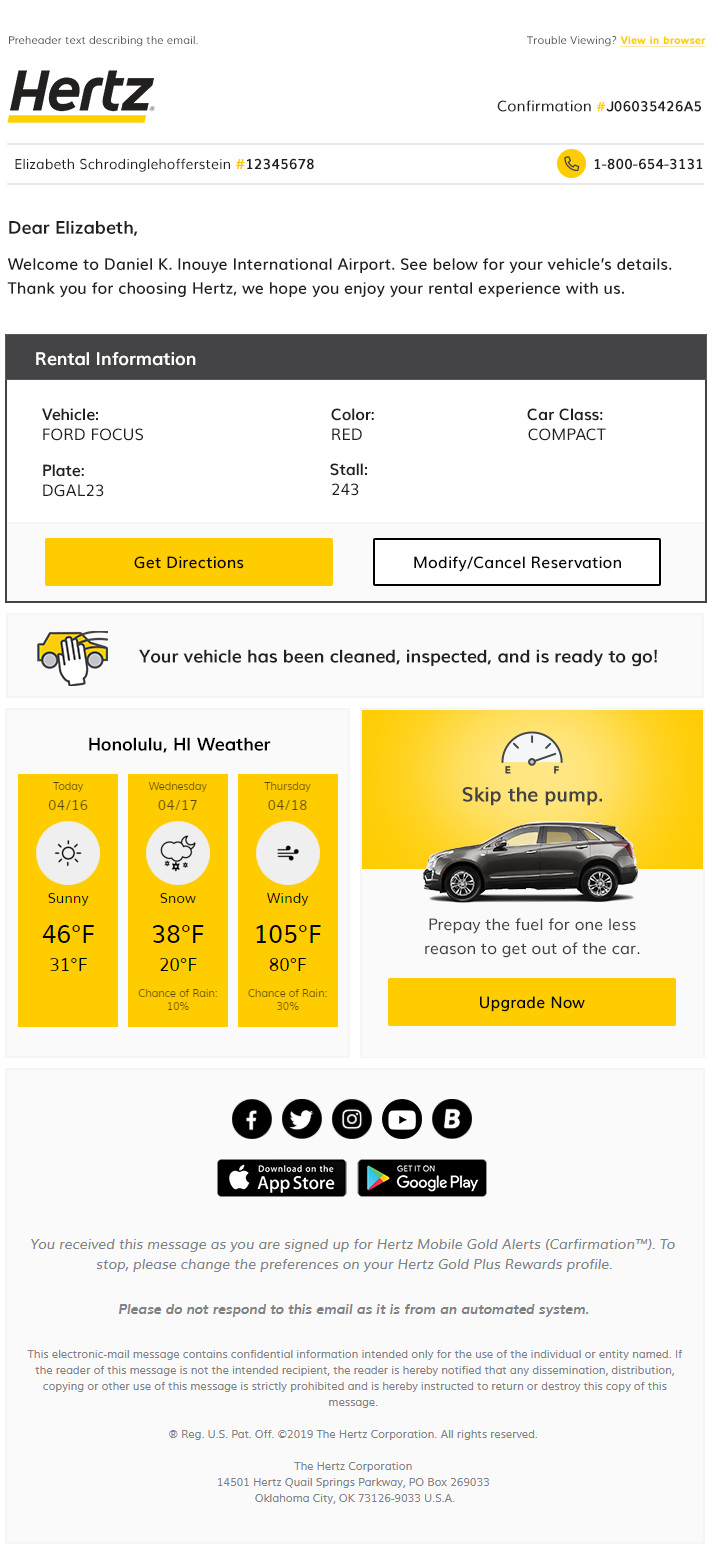 Preheader text describing the email.
Trouble Viewing? View in browser
Hertz®
Confirmation #J06035426A5
Elizabeth Schrodinglehofferstein #12345678
1-800-654-3131
Dear Elizabeth,
Welcome to Daniel K. Inouye International Airport. See below for your vehicle’s details.
Thank you for choosing Hertz, we hope you enjoy your rental experience with us.
Rental Information
Vehicle:
FORD FOCUS
Color:
RED
Car Class:
COMPACT
Plate:
DGAL23
Stall:
243
Get Directions
Modify/Cancel Reservation
Your vehicle has been cleaned, inspected, and is ready to go!
Honolulu, HI Weather
Today
04/16
Sunny
46°F
31°F
Wednesday
04/17
Snow
38°F
20°F
Chance of Rain:
10%
Thursday
04/18
Windy
105°F
80°F
Chance of Rain:
30%
E F
Skip the pump.
Prepay the fuel for one less
reason to get out of the car.
Upgrade Now
Download on the
App Store
GET IT ON
Google Play
You received this message as you are signed up for Hertz Mobile Gold Alerts (Carfirmation™). To
stop, please change the preferences on your Hertz Gold Plus Rewards profile.
Please do not respond to this email as it is from an automated system.
This electronic-mail message contains confidential information intended only for the use of the individual or entity named. If
the reader of this message is not the intended recipient, the reader is hereby notified that any dissemination, distribution,
copying or other use of this message is strictly prohibited and is hereby instructed to return or destroy this copy of this
message.
® Reg. U.S. Pat. Off. ©2019 The Hertz Corporation. All rights reserved.
The Hertz Corporation
14501 Hertz Quail Springs Parkway, PO Box 269033
Oklahoma City, OK 73126-9033 U.S.A.